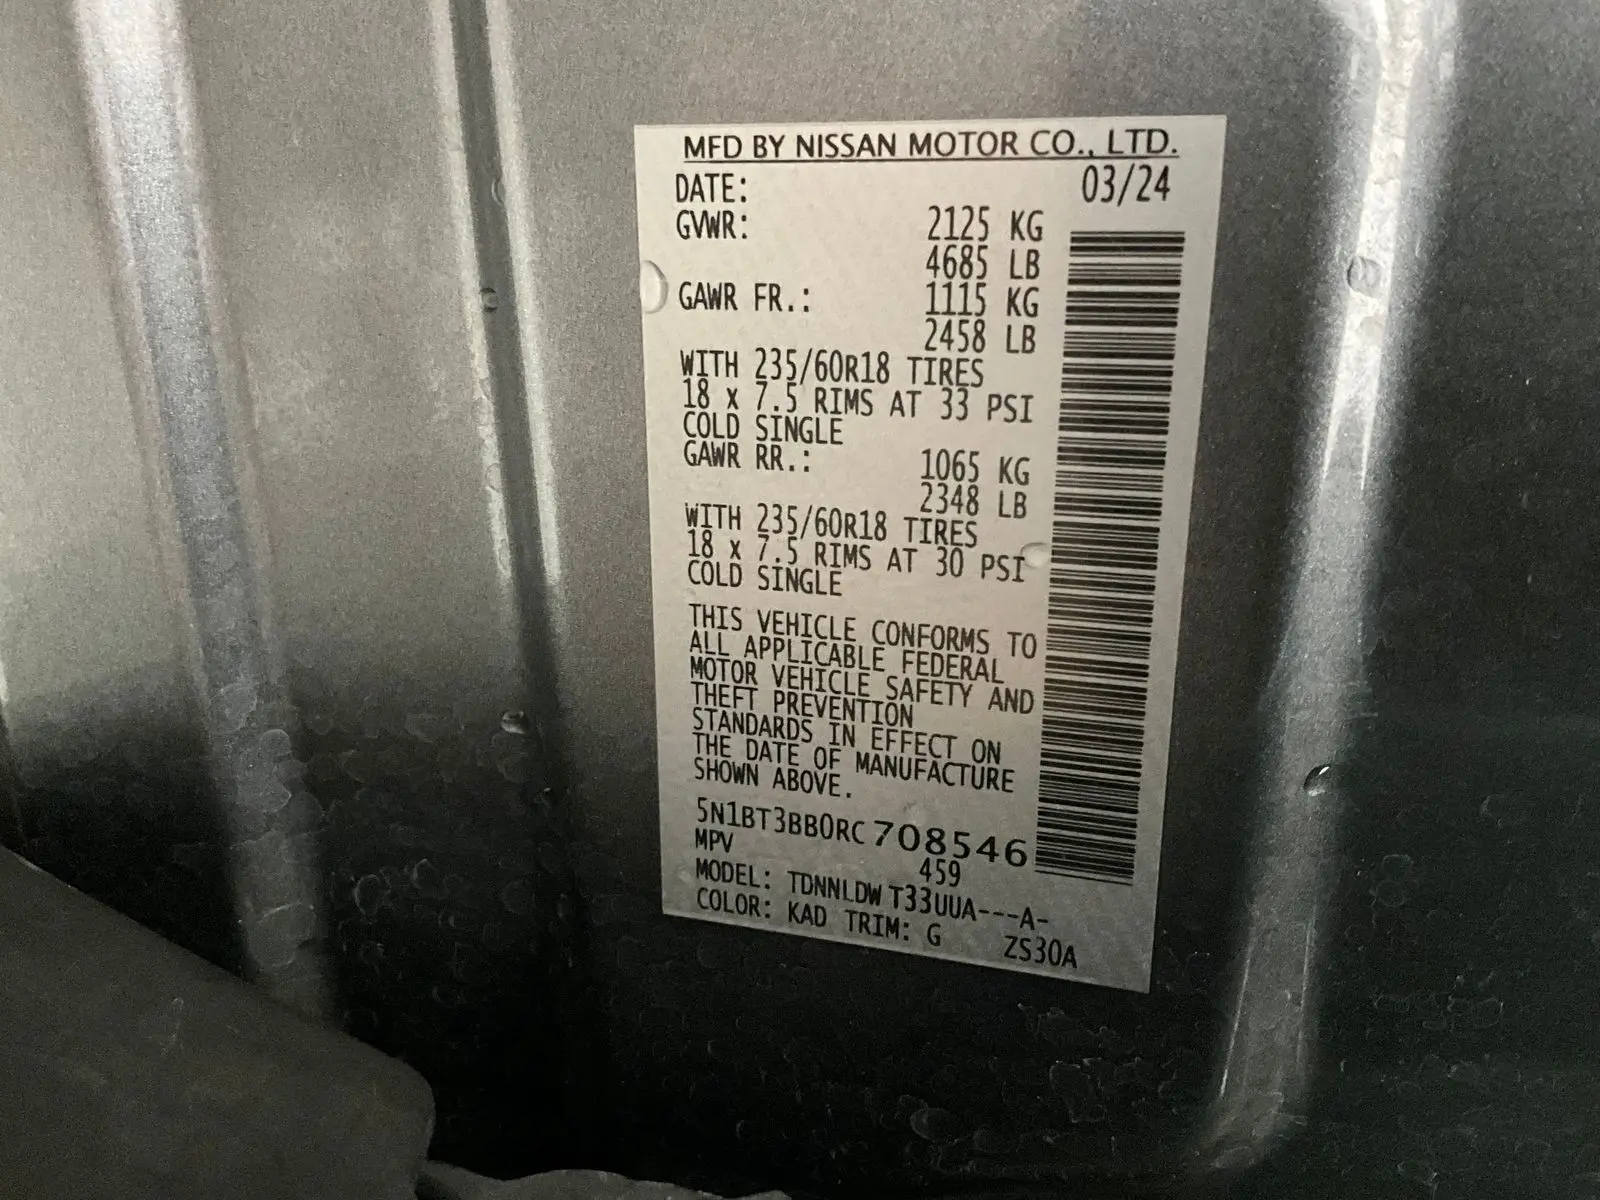 MFD BY NISSAN MOTOR CO., LTD.
DATE: 03/24
GVWR: 2125 KG
4685 LB
GAWR FR.: 1115 KG
2458 LB
WITH 235/60R18 TIRES
18 x 7.5 RIMS AT 33 PSI
COLD SINGLE
GAWR RR.: 1065 KG
2348 LB
WITH 235/60R18 TIRES
18 x 7.5 RIMS AT 30 PSI
COLD SINGLE
THIS VEHICLE CONFORMS TO
ALL APPLICABLE FEDERAL
MOTOR VEHICLE SAFETY AND
THEFT PREVENTION
STANDARDS IN EFFECT ON
THE DATE OF MANUFACTURE
SHOWN ABOVE.
5N1BT3BB0RC708546
MPV 459
MODEL: TDNNLDW T33UUA---A-
COLOR: KAD TRIM: G ZS30A